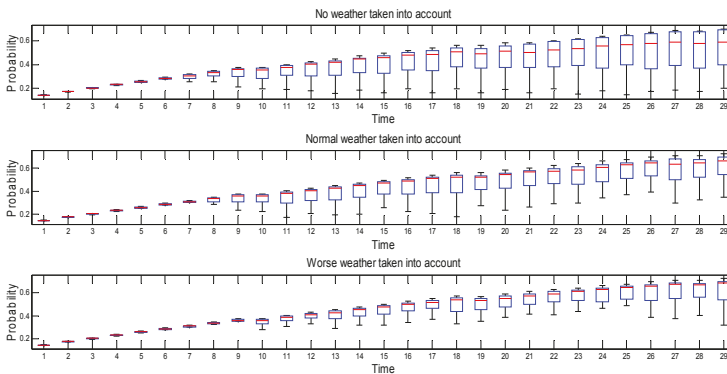 No weather taken into account
Probability
0.6
0.4
0.2
1 2 3 4 5 6 7 8 9 10 11 12 13 14 15 16 17 18 19 20 21 22 23 24 25 26 27 28 29
Time
Normal weather taken into account
Probability
0.6
0.4
0.2
1 2 3 4 5 6 7 8 9 10 11 12 13 14 15 16 17 18 19 20 21 22 23 24 25 26 27 28 29
Time
Worse weather taken into account
Probability
0.6
0.4
0.2
1 2 3 4 5 6 7 8 9 10 11 12 13 14 15 16 17 18 19 20 21 22 23 24 25 26 27 28 29
Time